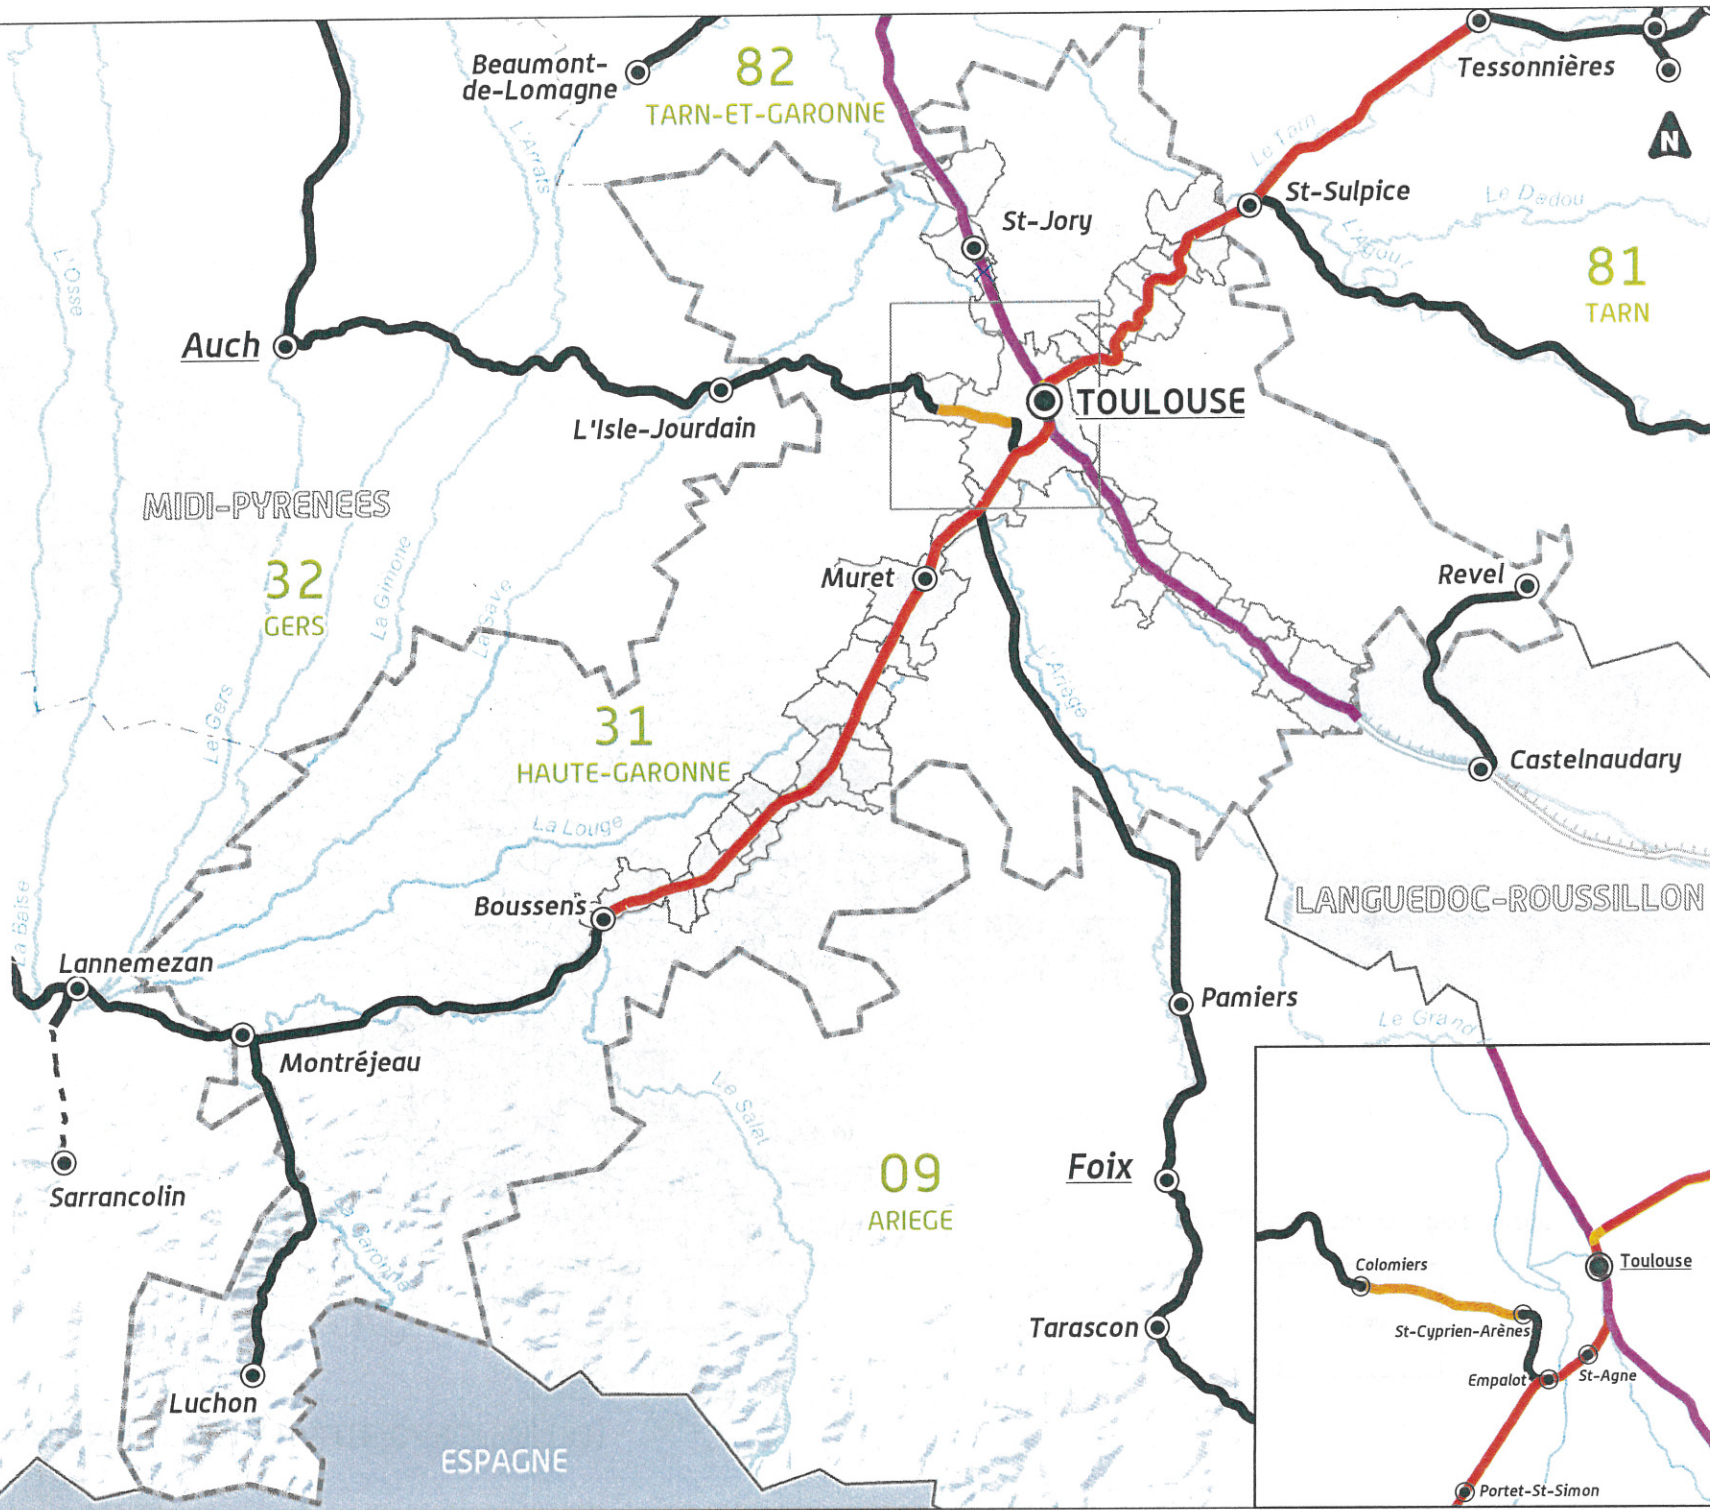 Beaumont-
de-Lomagne
82
TARN-ET-GARONNE
Tessonnières
N
L'Arrats
Le Tarn
St-Sulpice
Le Dadou
L'Agout
St-Jory
81
TARN
L'Osse
Auch
L'Isle-Jourdain
TOULOUSE
MIDI-PYRENEES
32
GERS
La Gimone
La Save
Muret
Revel
L'Ariège
Le Gers
31
HAUTE-GARONNE
Castelnaudary
La Louge
La Baïse
Boussens
LANGUEDOC-ROUSSILLON
Lannemezan
Pamiers
Le Grand
Montréjeau
Le Salat
Foix
09
ARIEGE
Sarrancolin
Garonne
Toulouse
Colomiers
St-Cyprien-Arènes
Tarascon
Empalot
St-Agne
Luchon
ESPAGNE
Portet-St-Simon